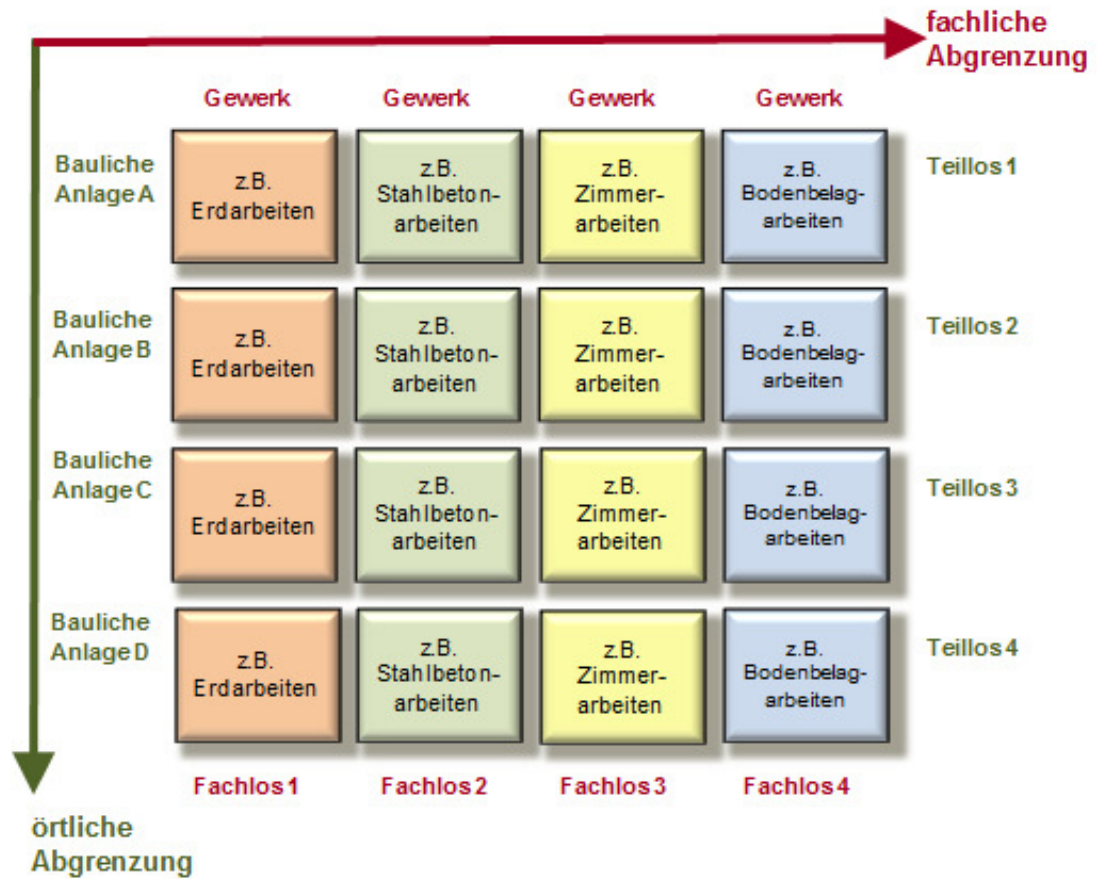 fachliche
Abgrenzung
Gewerk Gewerk Gewerk Gewerk
Bauliche
Anlage A
z.B.
Erdarbeiten
z.B.
Stahlbeton-
arbeiten
z.B.
Zimmer-
arbeiten
z.B.
Bodenbelag-
arbeiten
Teillos 1
Bauliche
Anlage B
z.B.
Erdarbeiten
z.B.
Stahlbeton-
arbeiten
z.B.
Zimmer-
arbeiten
z.B.
Bodenbelag-
arbeiten
Teillos 2
Bauliche
Anlage C
z.B.
Erdarbeiten
z.B.
Stahlbeton-
arbeiten
z.B.
Zimmer-
arbeiten
z.B.
Bodenbelag-
arbeiten
Teillos 3
Bauliche
Anlage D
z.B.
Erdarbeiten
z.B.
Stahlbeton-
arbeiten
z.B.
Zimmer-
arbeiten
z.B.
Bodenbelag-
arbeiten
Teillos 4
Fachlos 1 Fachlos 2 Fachlos 3 Fachlos 4
örtliche
Abgrenzung